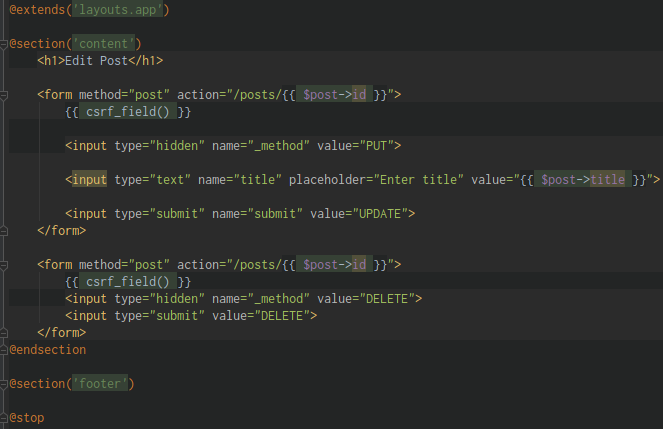 @extends('layouts.app')
@section('content')
<h1>Edit Post</h1>
<form method="post" action="/posts/{{ $post->id }}">
{{ csrf_field() }}
<input type="hidden" name="_method" value="PUT">
<input type="text" name="title" placeholder="Enter title" value="{{ $post->title }}">
<input type="submit" name="submit" value="UPDATE">
</form>
<form method="post" action="/posts/{{ $post->id }}">
{{ csrf_field() }}
<input type="hidden" name="_method" value="DELETE">
<input type="submit" value="DELETE">
</form>
@endsection
@section('footer')
@stop